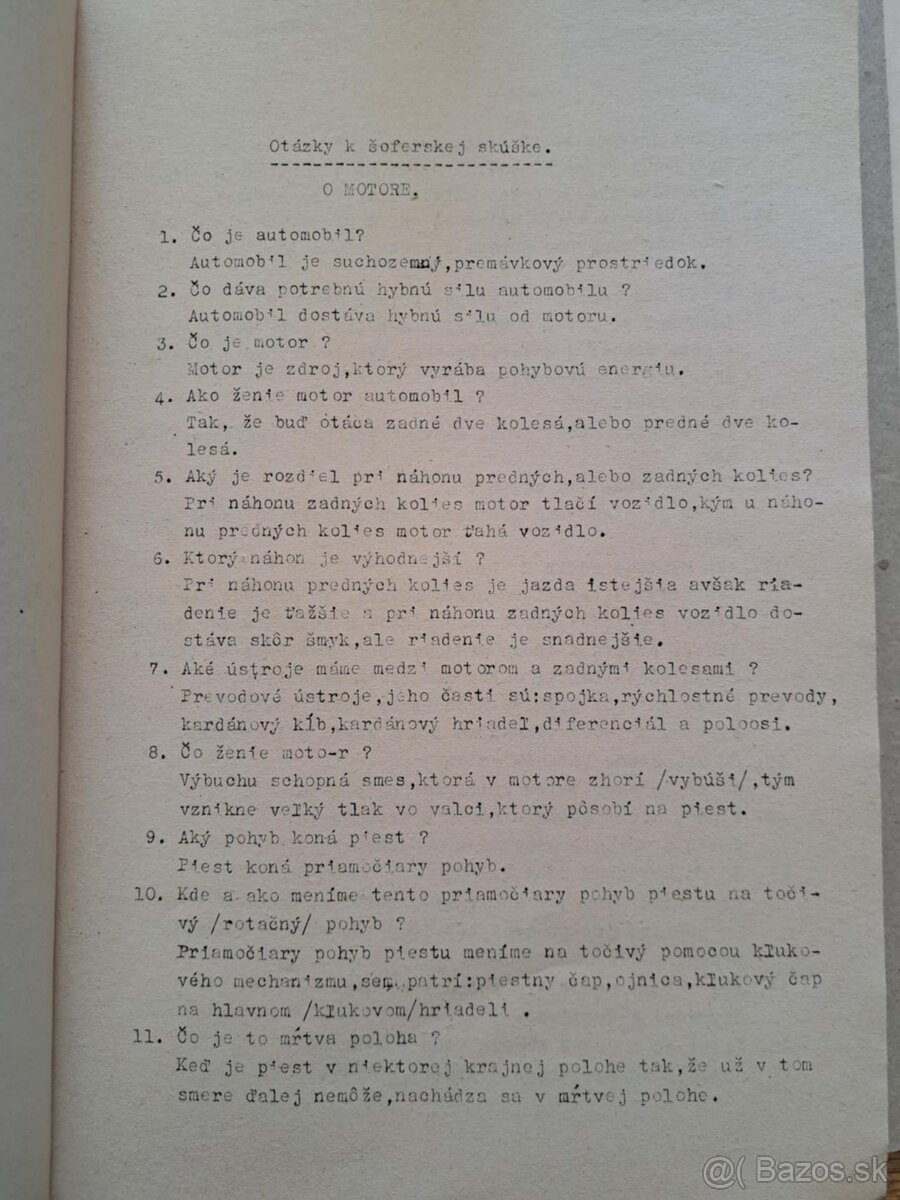 Otázky k šoferskej skúške.
O MOTORE.
1. Čo je automobil?
Automobil je suchozemný,premávkový prostriedok.
2. Čo dáva potrebnú hybnú silu automobilu ?
Automobil dostáva hybnú silu od motoru.
3. Čo je motor ?
Motor je zdroj,ktorý vyrába pohybovú energiu.
4. Ako ženie motor automobil ?
Tak, že buď otáca zadné dve kolesá,alebo predné dve ko-
lesá.
5. Aký je rozdiel pri náhonu predných,alebo zadných kolies?
Pri náhonu zadných kolies motor tlačí vozidlo,kým u náho-
nu predných kolies motor ťahá vozidlo.
6. Ktorý náhon je výhodnejší ?
Pri náhonu predných kolies je jazda istejšia avšak ria-
denie je ťažšie a pri náhonu zadných kolies vozidlo do-
stáva skôr šmyk,ale riadenie je snadnejšie.
7. Aké ústroje máme medzi motorom a zadnými kolesami ?
Prevodové ústroje,jeho časti sú:spojka,rýchlostné prevody,
kardánový kĺb,kardánový hriadeľ,diferenciál a poloosi.
8. Čo ženie moto-r ?
Výbuchu schopná smes,ktorá v motore zhorí /vybúši/,tým
vznikne veľký tlak vo valci,ktorý pôsobí na piest.
9. Aký pohyb koná piest ?
Piest koná priamočiary pohyb.
10. Kde a ako meníme tento priamočiary pohyb piestu na toči-
vý /rotačný/ pohyb ?
Priamočiary pohyb piestu meníme na točivý pomocou kľuko-
vého mechanizmu,sem patrí:piestny čap,ojnica,kľukový čap
na hlavnom /kľukovom/hriadeli .
11. Čo je to mŕtva poloha ?
Keď je piest v niektorej krajnej polohe tak,že už v tom
smere ďalej nemôže,nachádza sa v mŕtvej polohe.
@( Bazos.sk